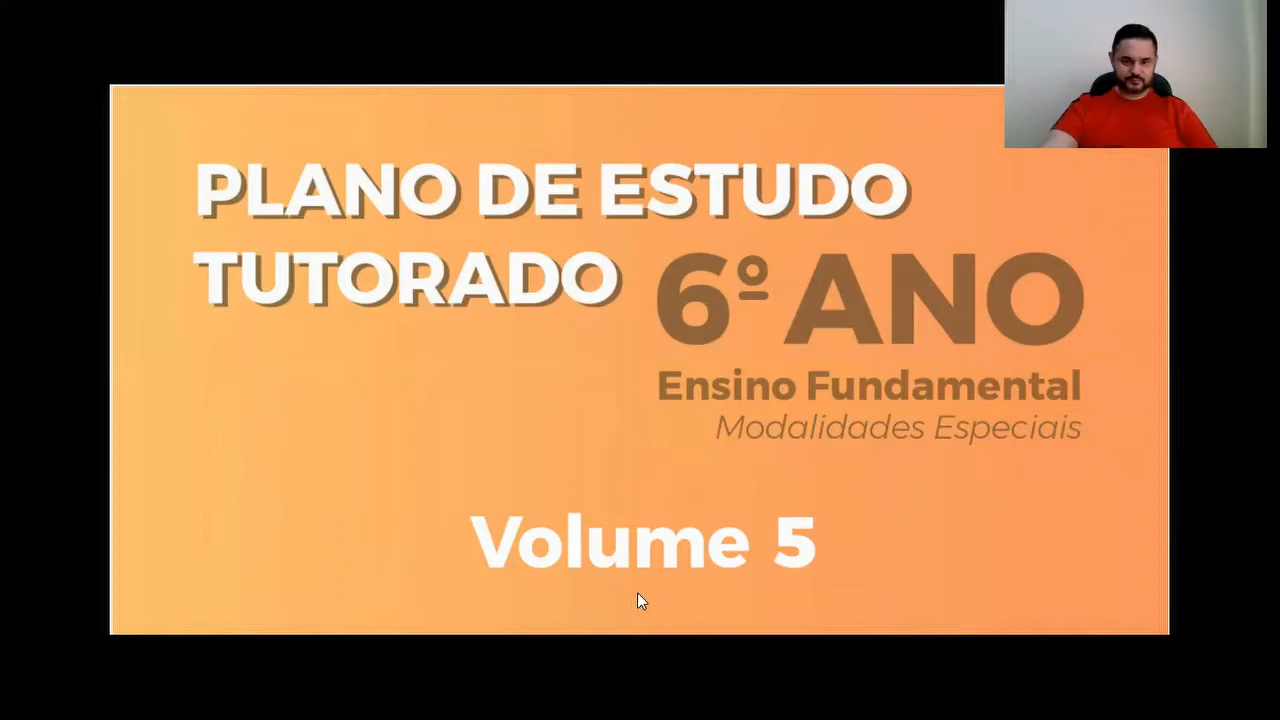 PLANO DE ESTUDO
TUTORADO
6º ANO
Ensino Fundamental
Modalidades Especiais
Volume 5